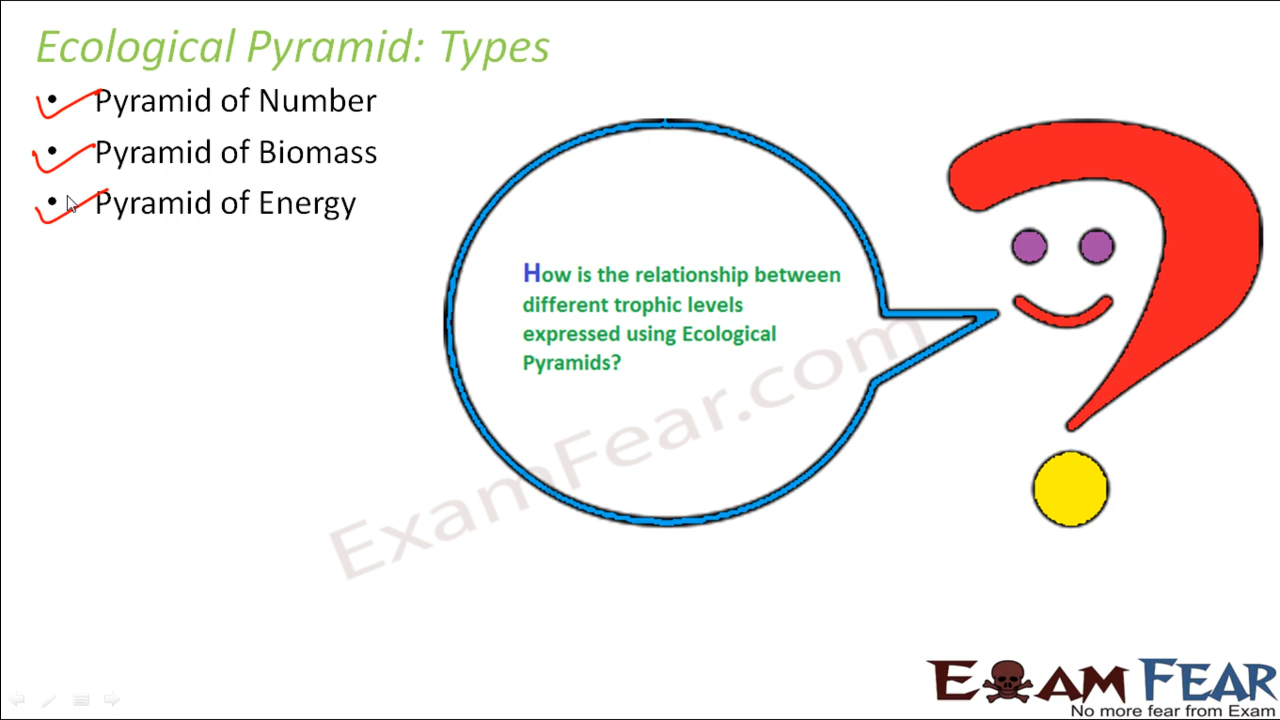 Ecological Pyramid: Types
• Pyramid of Number
• Pyramid of Biomass
• Pyramid of Energy
How is the relationship between
different trophic levels
expressed using Ecological
Pyramids?
ExamFear.com
EXAM FEAR
No more fear from Exam